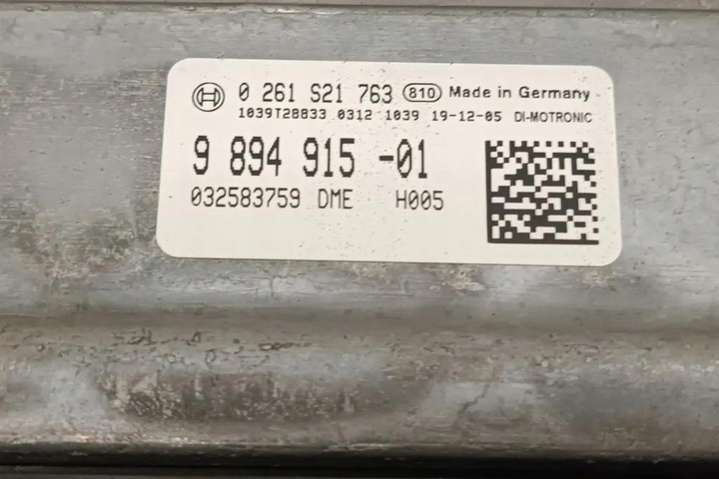 0 261 S21 763 810 Made in Germany
1039T28833 0312 1039 19-12-05 DI-MOTRONIC
9 894 915 -01
032583759 DME H005